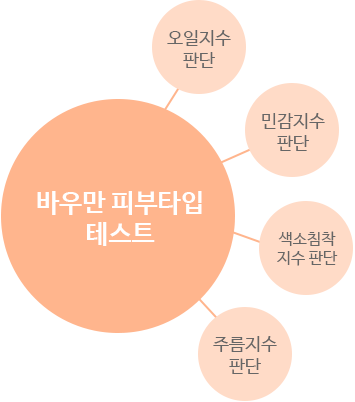 오일지수
판단
민감지수
판단
바우만 피부타입
테스트
색소침착
지수 판단
주름지수
판단